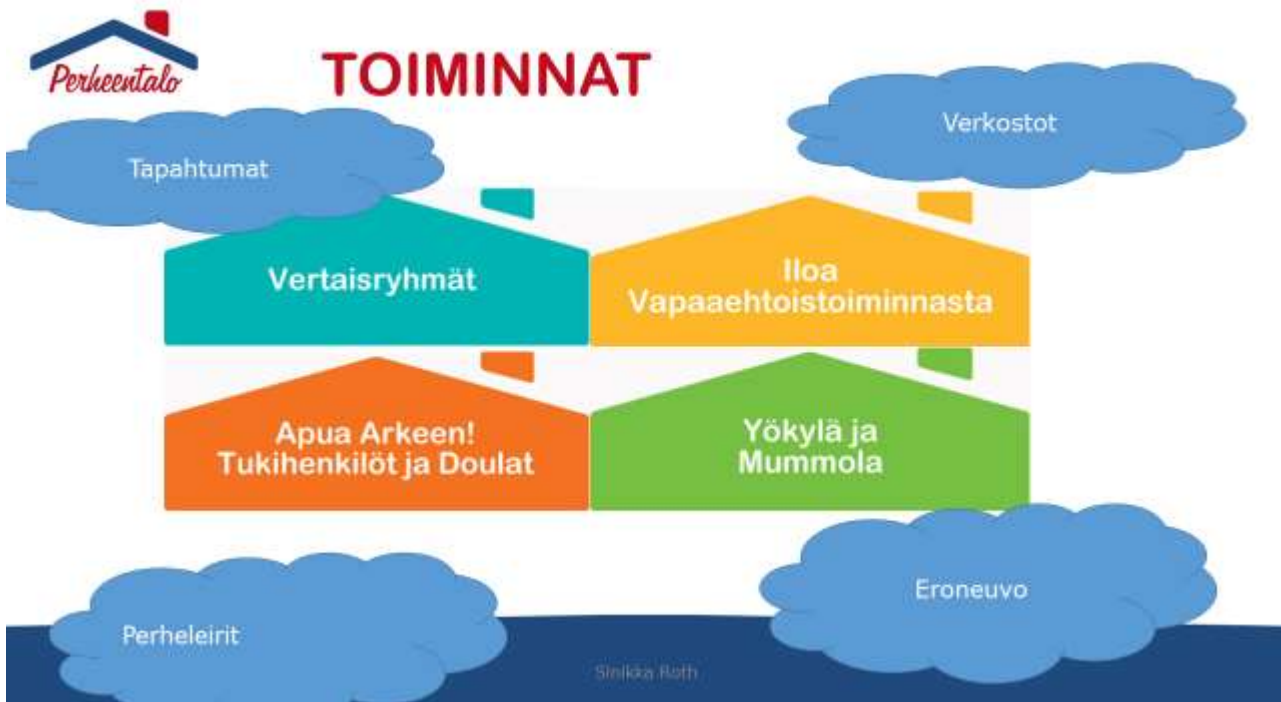 Perheentalo
TOIMINNAT
Verkostot
Tapahtumat
Vertaisryhmät
Iloa
Vapaaehtoistoiminnasta
Apua Arkeen!
Tukihenkilöt ja Doulat
Yökylä ja
Mummola
Eroneuvo
Perheleirit
Sinikka Roth